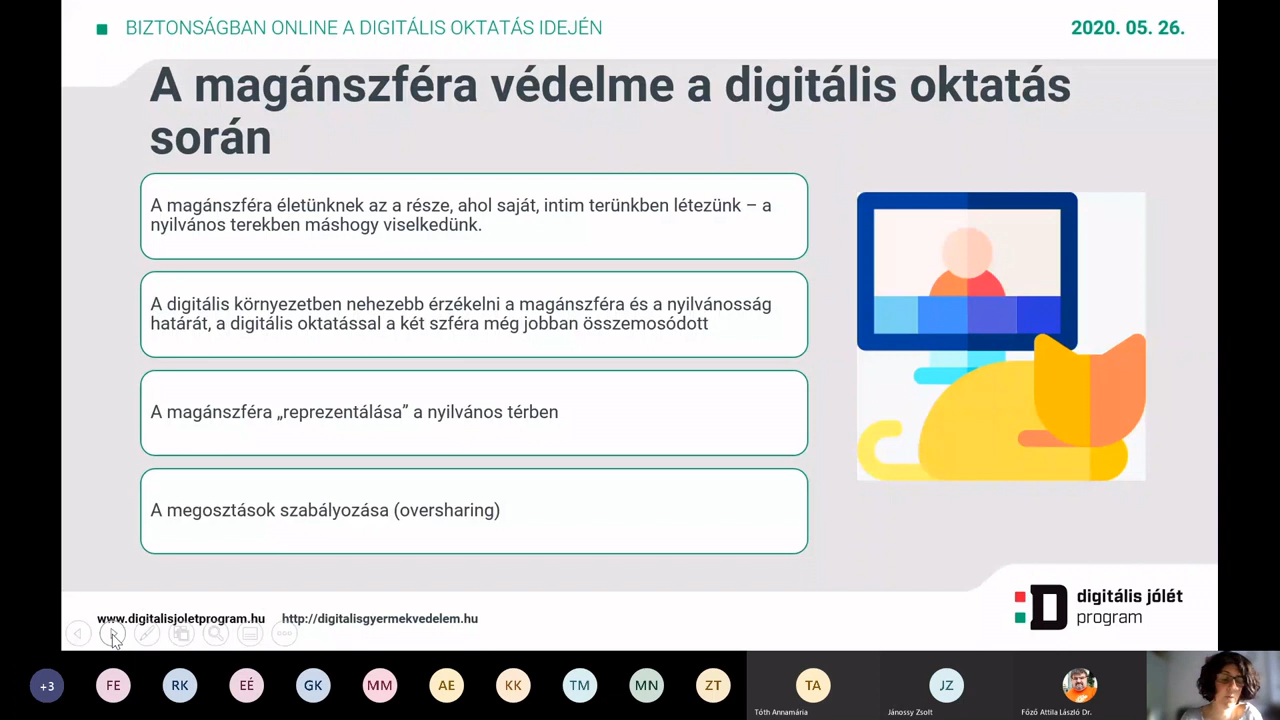 BIZTONSÁGBAN ONLINE A DIGITÁLIS OKTATÁS IDEJÉN
2020. 05. 26.
A magánszféra védelme a digitális oktatás
során
A magánszféra életünknek az a része, ahol saját, intim terünkben létezünk – a
nyilvános terekben máshogy viselkedünk.
A digitális környezetben nehezebb érzékelni a magánszféra és a nyilvánosság
határát, a digitális oktatással a két szféra még jobban összemosódott
A magánszféra „reprezentálása” a nyilvános térben
A megosztások szabályozása (oversharing)
www.digitalisjoletprogram.hu
http://digitalisgyermekvedelem.hu
digitális jólét
program
+3
FE
RK
EÉ
GK
MM
AE
KK
TM
MN
ZT
TA
JZ
Tóth Annamária
Jánossy Zsolt
Főző Attila László Dr.